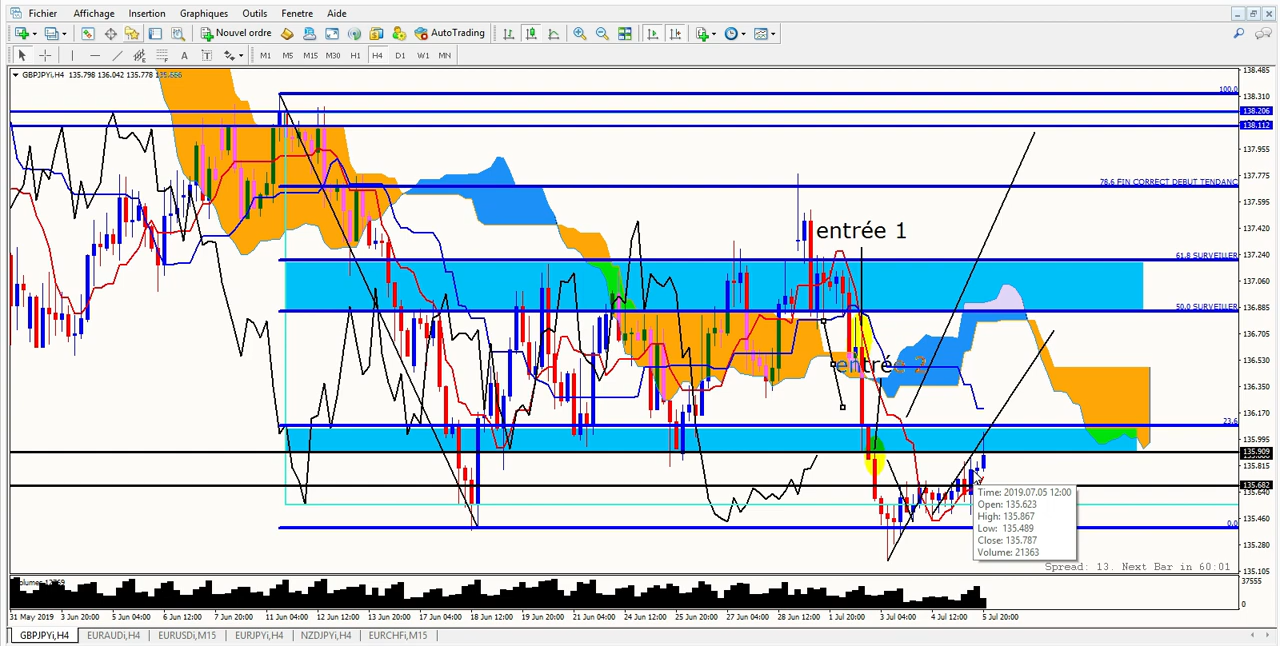 Fichier Affichage Insertion Graphiques Outils Fenetre Aide
Nouvel ordre AutoTrading
A T M1 M5 M15 M30 H1 H4 D1 W1 MN
GBPJPYi,H4 135.798 136.042 135.778
138.485
100.0
138.310
138.206
138.112
137.955
137.775
78.6 FIN CORRECT DEBUT TENDANC
137.595
entrée 1
137.420
61.8 SURVEILLER
137.240
137.060
50.0 SURVEILLER
136.885
136.705
entrée 2
136.530
136.350
23.6
136.170
135.995
135.909
135.815
135.682
Time: 2019.07.05 12:00
Open: 135.623
High: 135.867
Low: 135.489
Close: 135.787
Volume: 21363
135.460
0.0
135.280
Spread: 13. Next Bar in 60:01
135.105
37555
0
31 May 2019 3 Jun 20:00 5 Jun 04:00 6 Jun 12:00 7 Jun 20:00 11 Jun 04:00 12 Jun 12:00 13 Jun 20:00 17 Jun 04:00 18 Jun 12:00 19 Jun 20:00 21 Jun 04:00 24 Jun 12:00 25 Jun 20:00 27 Jun 04:00 28 Jun 12:00 1 Jul 20:00 3 Jul 04:00 4 Jul 12:00 5 Jul 20:00
GBPJPYi,H4 EURAUDi,H4 EURUSDi,M15 EURJPYi,H4 NZDJPYi,H4 EURCHFi,M15